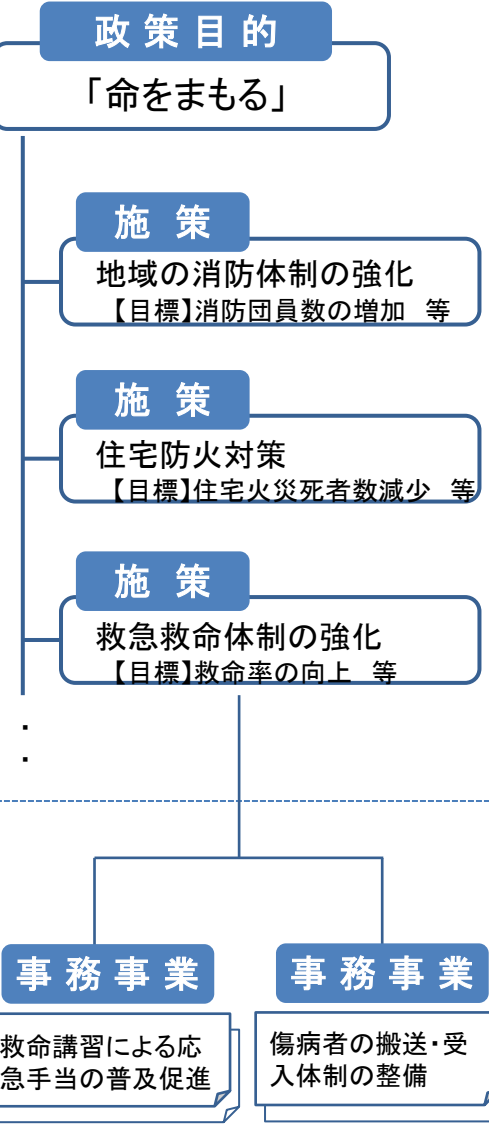 政策目的
「命をまもる」
施策
地域の消防体制の強化
【目標】消防団員数の増加　等
施策
住宅防火対策
【目標】住宅火災死者数減少　等
施策
救急救命体制の強化
【目標】救命率の向上　等
・
・
事務事業
救命講習による応
急手当の普及促進
事務事業
傷病者の搬送・受
入体制の整備